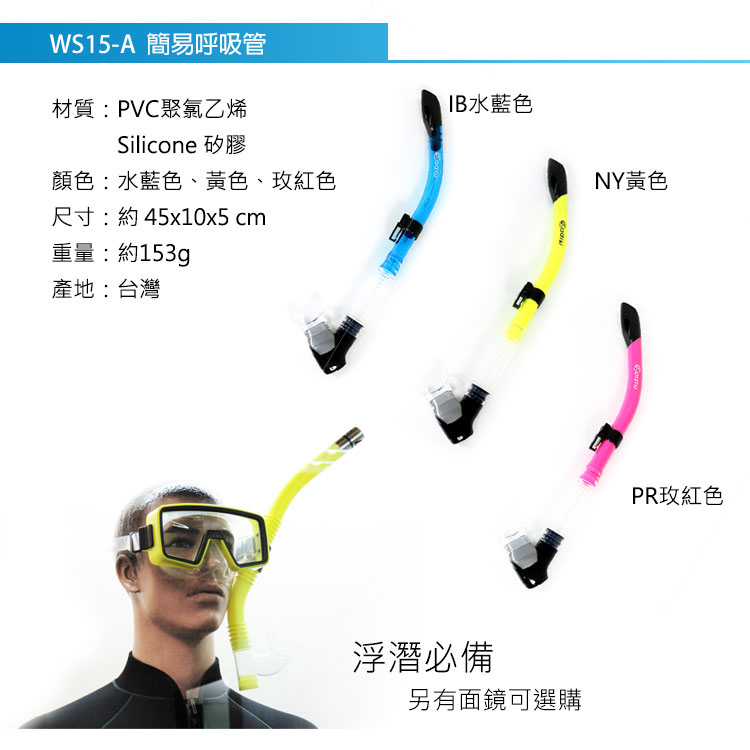 WS15-A 簡易呼吸管
材質：PVC聚氯乙烯
Silicone 矽膠
顏色：水藍色、黃色、玫紅色
尺寸：約 45x10x5 cm
重量：約153g
產地：台灣
IB水藍色
NY黃色
PR玫紅色
浮潛必備
另有面鏡可選購